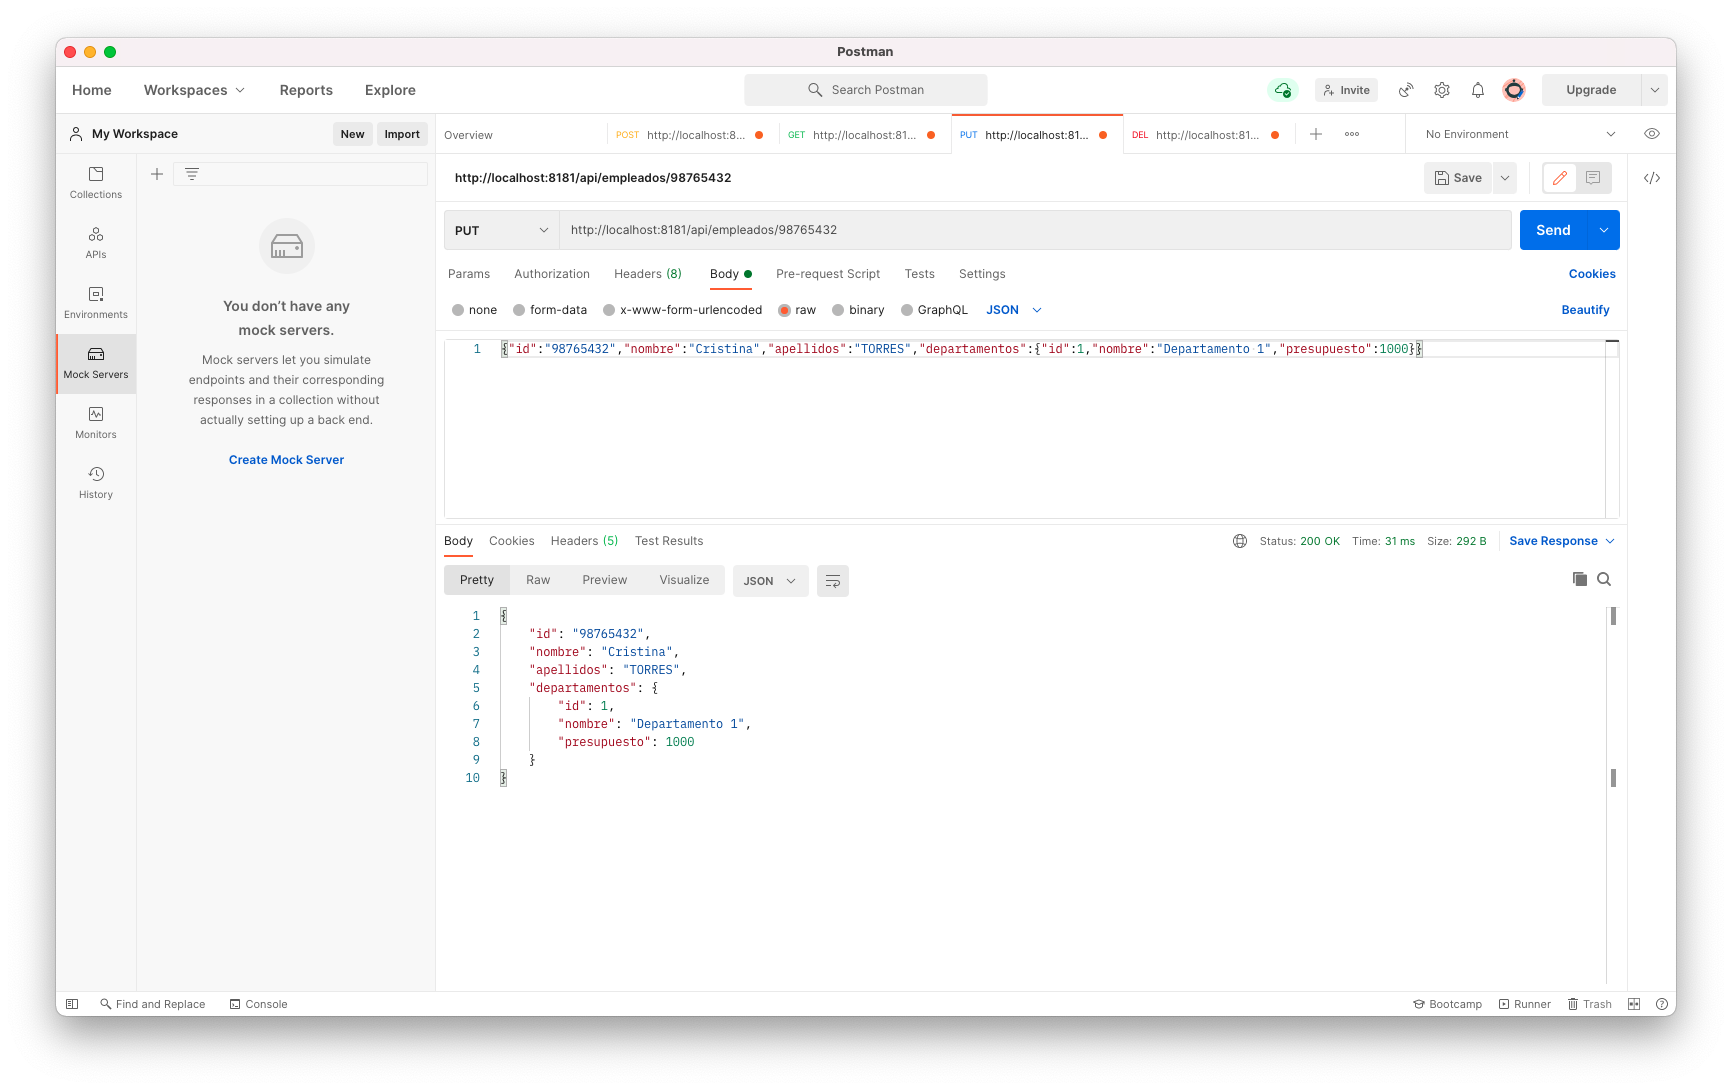 Postman
Home Workspaces Reports Explore Search Postman Invite Upgrade
My Workspace New Import Overview POST http://localhost:8... GET http://localhost:81... PUT http://localhost:81... DEL http://localhost:81... No Environment
http://localhost:8181/api/empleados/98765432 Save
Collections
PUT http://localhost:8181/api/empleados/98765432 Send
APIs
Params Authorization Headers (8) Body Pre-request Script Tests Settings Cookies
Environments
none form-data x-www-form-urlencoded raw binary GraphQL JSON Beautify
You don't have any
mock servers.
1 {"id":"98765432","nombre":"Cristina","apellidos":"TORRES","departamentos":{"id":1,"nombre":"Departamento 1","presupuesto":1000}}
Mock servers let you simulate
endpoints and their corresponding
responses in a collection without
actually setting up a back end.
Create Mock Server
Mock Servers
Monitors
History
Body Cookies Headers (5) Test Results Status: 200 OK Time: 31 ms Size: 292 B Save Response
Pretty Raw Preview Visualize JSON
1 {
2 "id": "98765432",
3 "nombre": "Cristina",
4 "apellidos": "TORRES",
5 "departamentos": {
6 "id": 1,
7 "nombre": "Departamento 1",
8 "presupuesto": 1000
9 }
10 }
Find and Replace Console Bootcamp Runner Trash